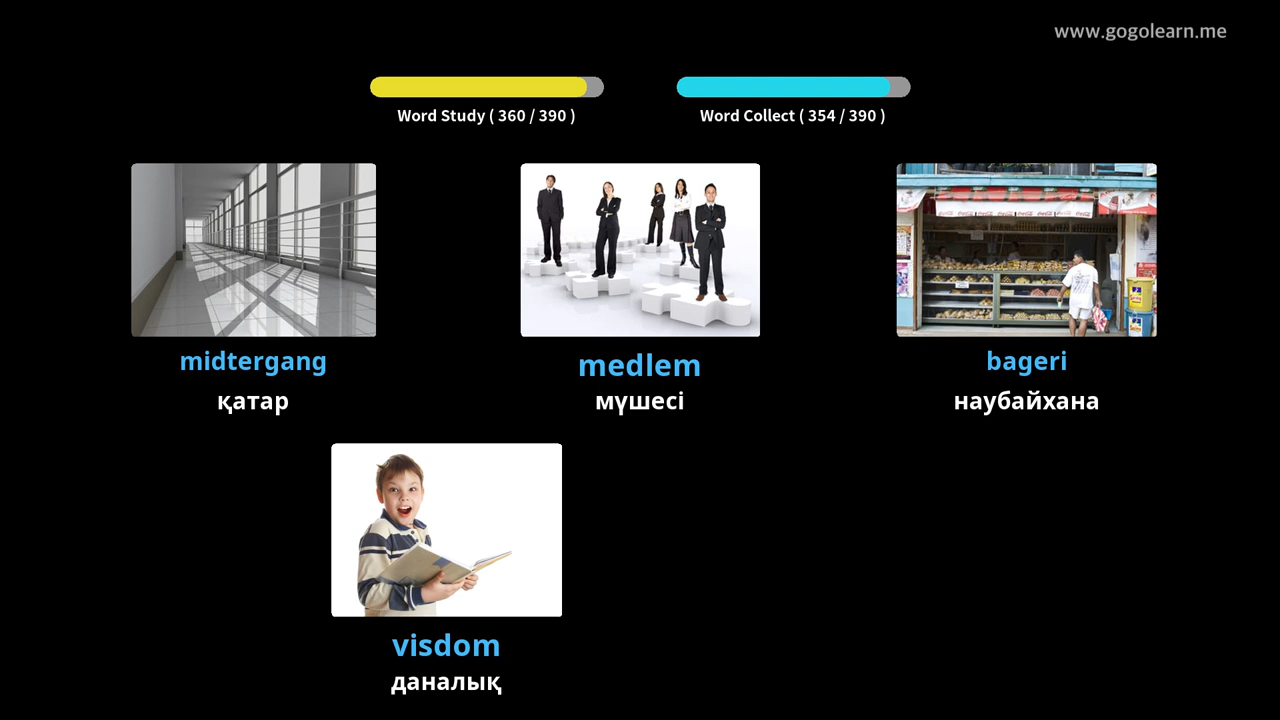 www.gogolearn.me
Word Study ( 360 / 390 )
Word Collect ( 354 / 390 )
midtergang
қатар
medlem
мүшесі
bageri
наубайхана
visdom
даналық